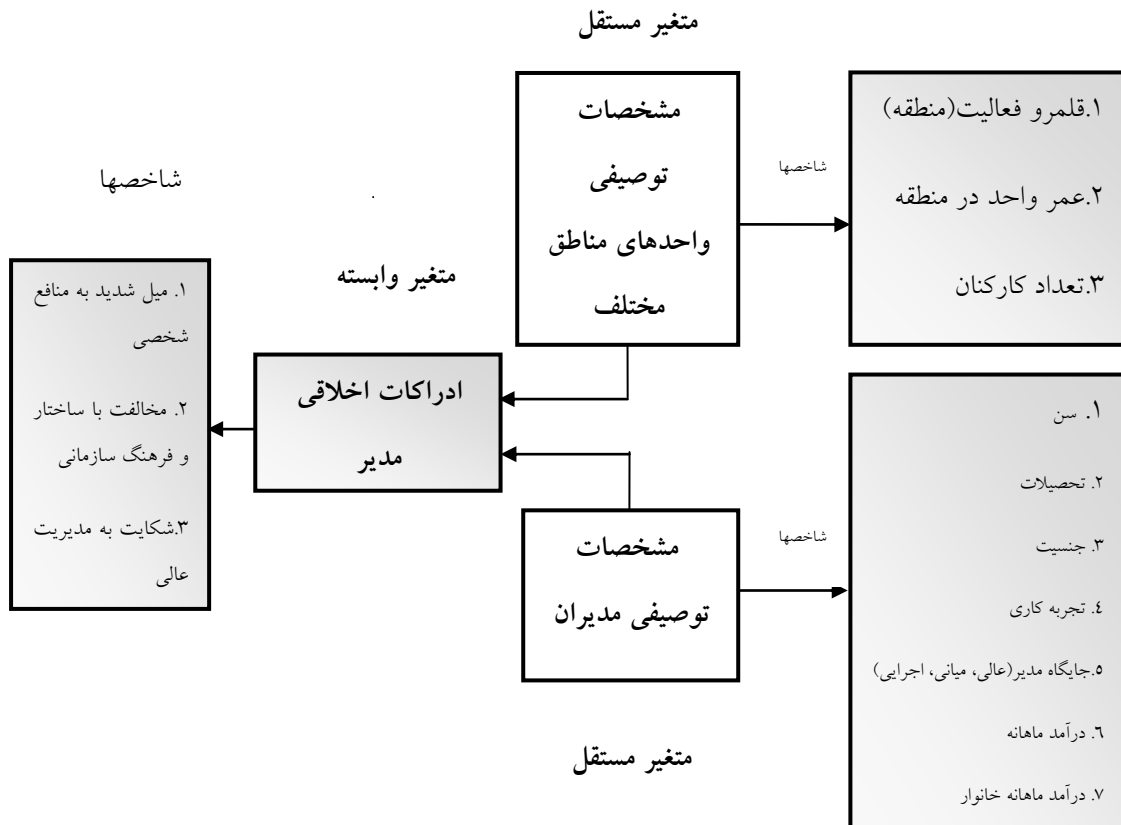 متغیر مستقل
مشخصات
توصیفی
واحدهای مناطق
مختلف
شاخصها
۱.قلمرو فعالیت(منطقه)
۲.عمر واحد در منطقه
۳.تعداد کارکنان
شاخصها
متغیر وابسته
ادراکات اخلاقی
مدیر
۱. میل شدید به منافع
شخصی
۲. مخالفت با ساختار
و فرهنگ سازمانی
۳.شکایت به مدیریت
عالی
مشخصات
توصیفی مدیران
شاخصها
۱. سن
۲. تحصیلات
۳. جنسیت
٤. تجربه کاری
٥.جایگاه مدیر(عالی، میانی، اجرایی)
٦. درآمد ماهانه
۷. درآمد ماهانه خانوار
متغیر مستقل